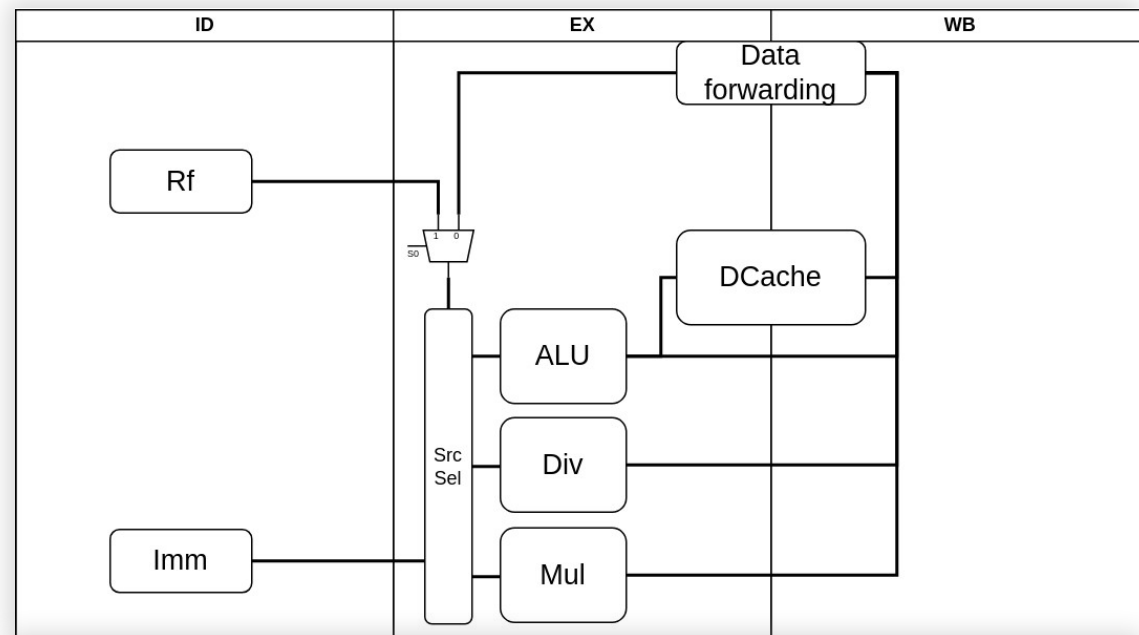 ID
EX
WB
Data
forwarding
Rf
1
0
S0
DCache
ALU
Src
Sel
Div
Imm
Mul